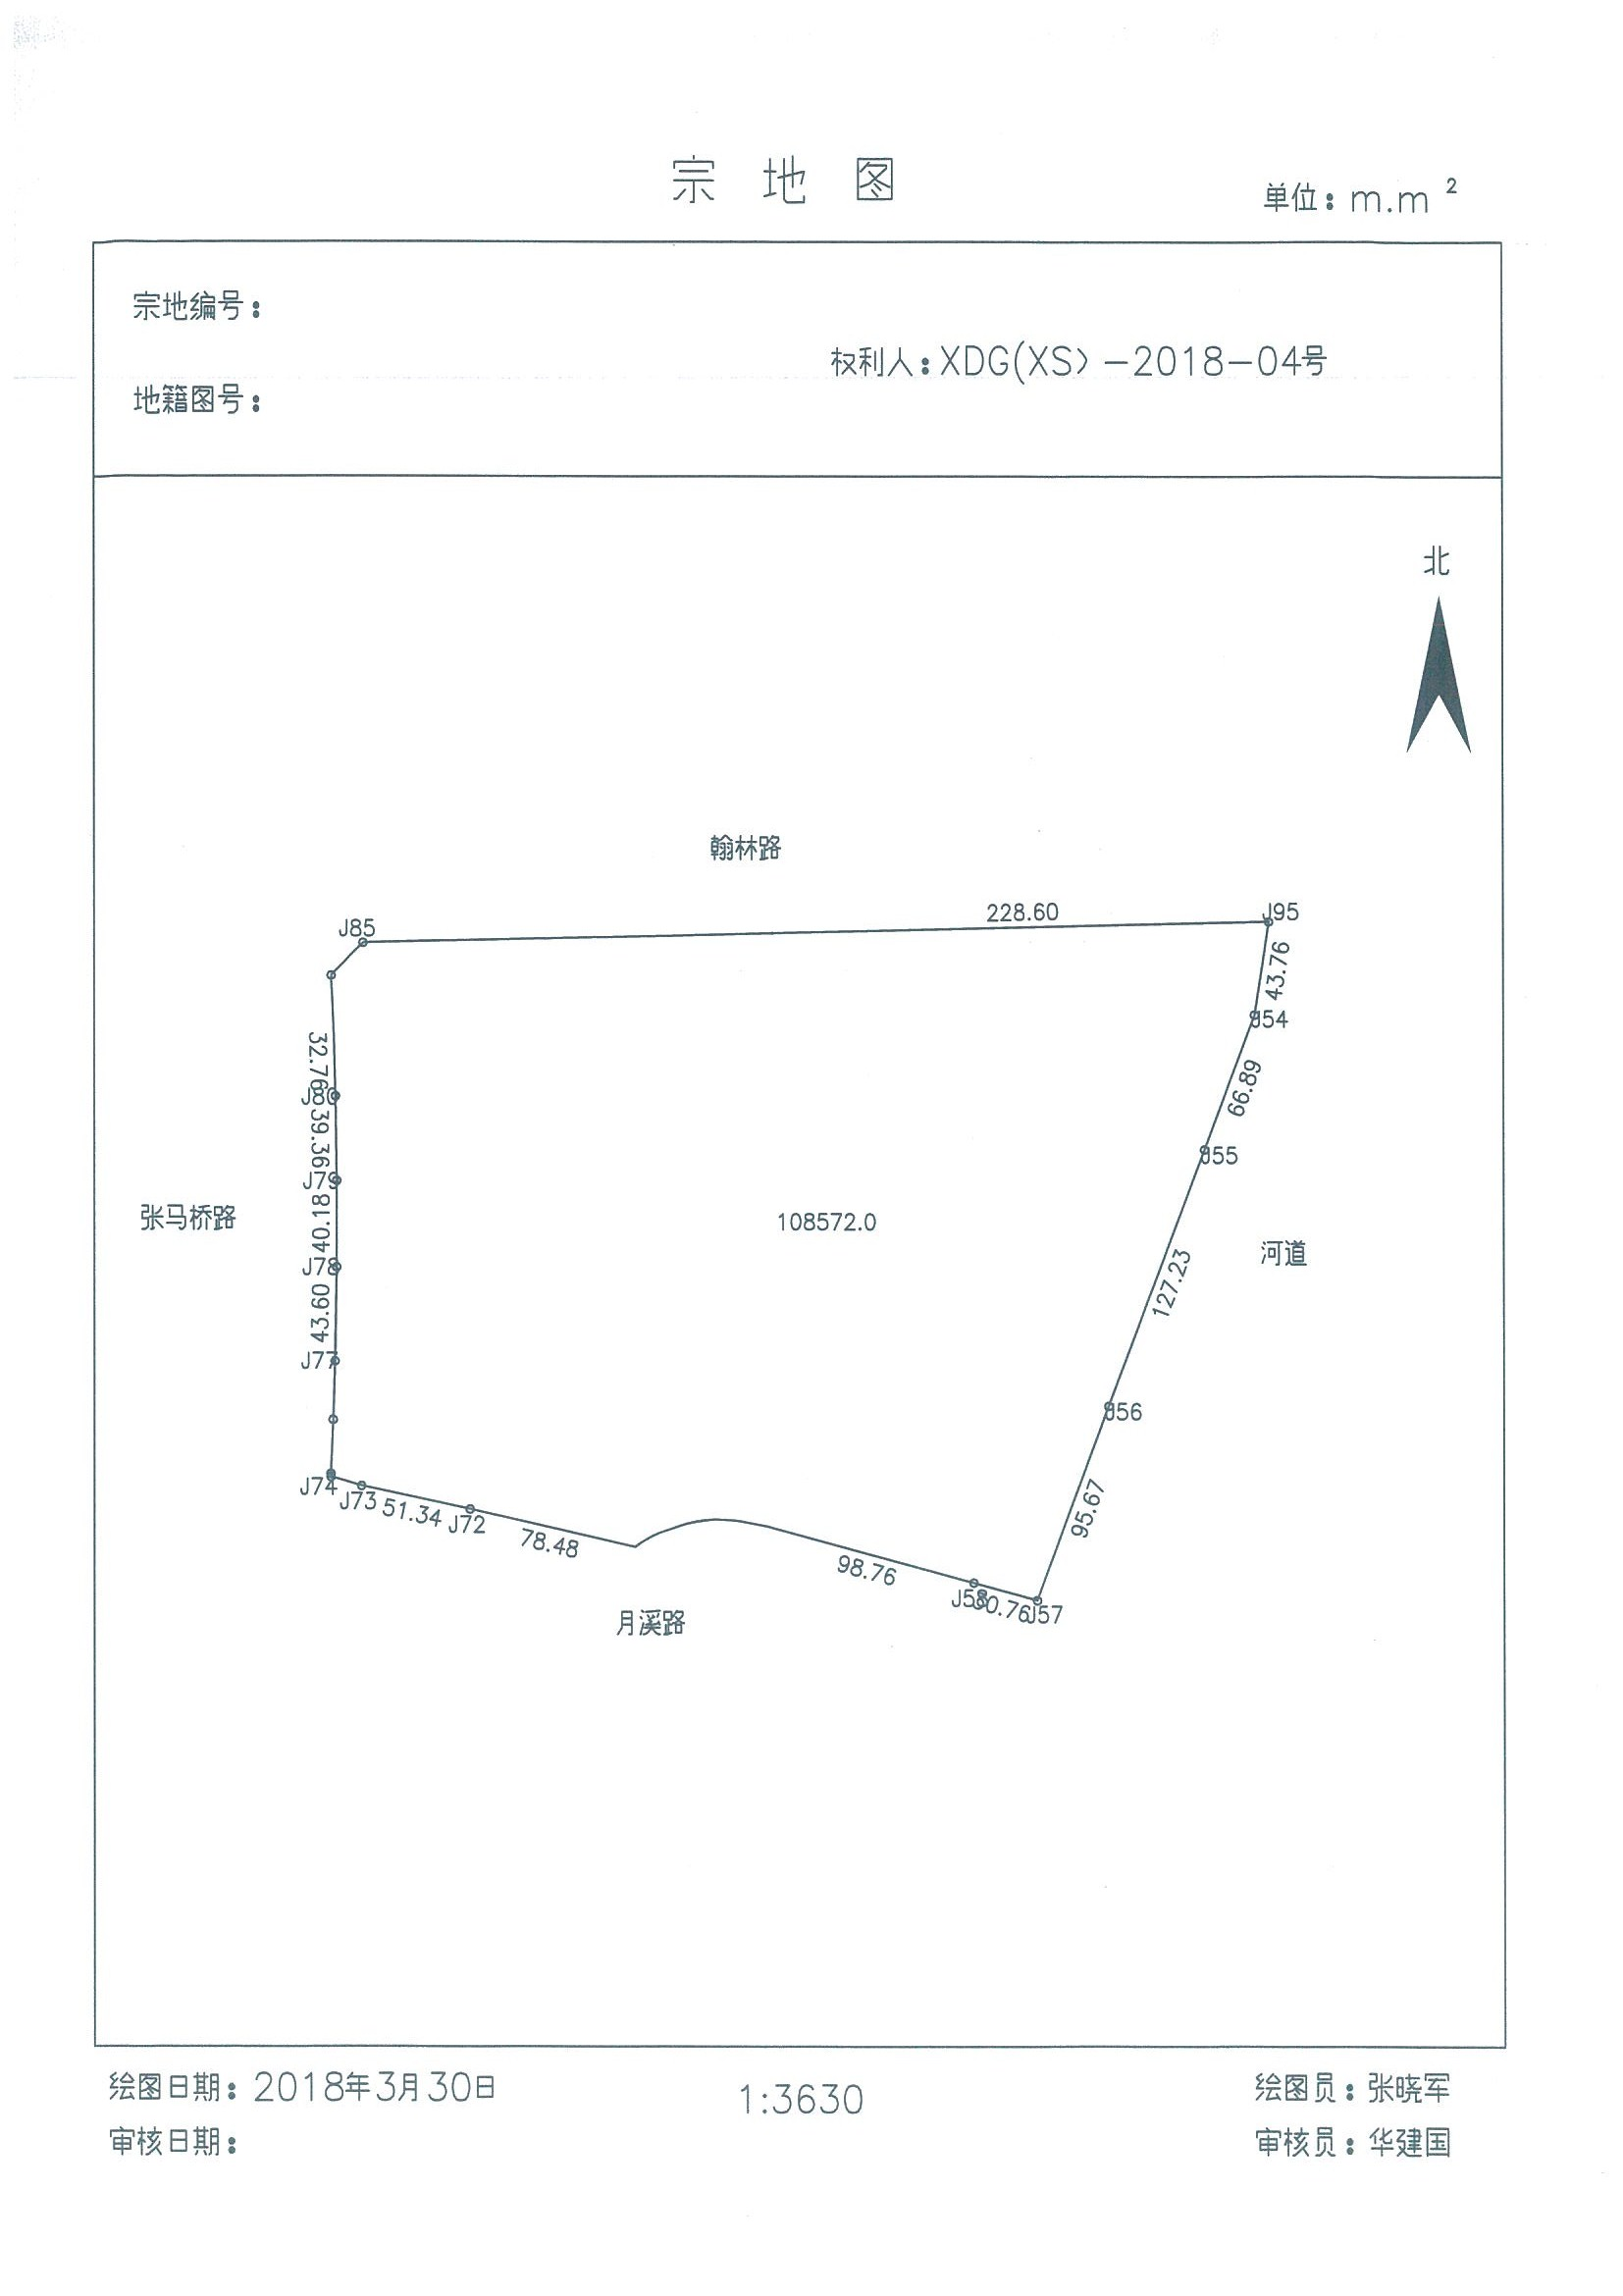 宗地图
单位：m.m²
宗地编号：
权利人：XDG(XS)-2018-04号
地籍图号：
北
翰林路
J85
228.60
J95
43.76
J54
32.76
66.89
J80
39.36
J55
J79
张马桥路
40.18
108572.0
河道
J78
127.23
43.60
J77
J56
J74
J73
51.34
J72
78.48
95.67
98.76
J58
30.76
J57
月溪路
绘图日期：2018年3月30日
1:3630
绘图员：张晓军
审核日期：
审核员：华建国